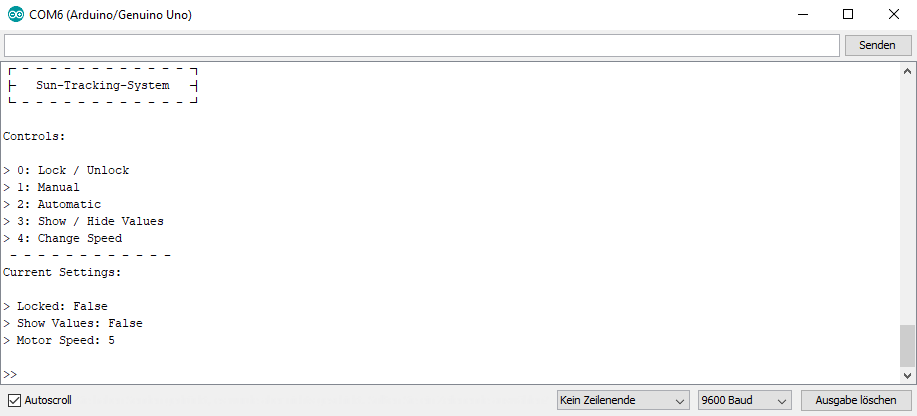 COM6 (Arduino/Genuino Uno)
Senden
┌ - - - - - - - - - - - - - ┐
├   Sun-Tracking-System   ┤
└ - - - - - - - - - - - - - ┘
Controls:
> 0: Lock / Unlock
> 1: Manual
> 2: Automatic
> 3: Show / Hide Values
> 4: Change Speed
- - - - - - - - - - - -
Current Settings:
> Locked: False
> Show Values: False
> Motor Speed: 5
>>
Autoscroll
Kein Zeilenende
9600 Baud
Ausgabe löschen